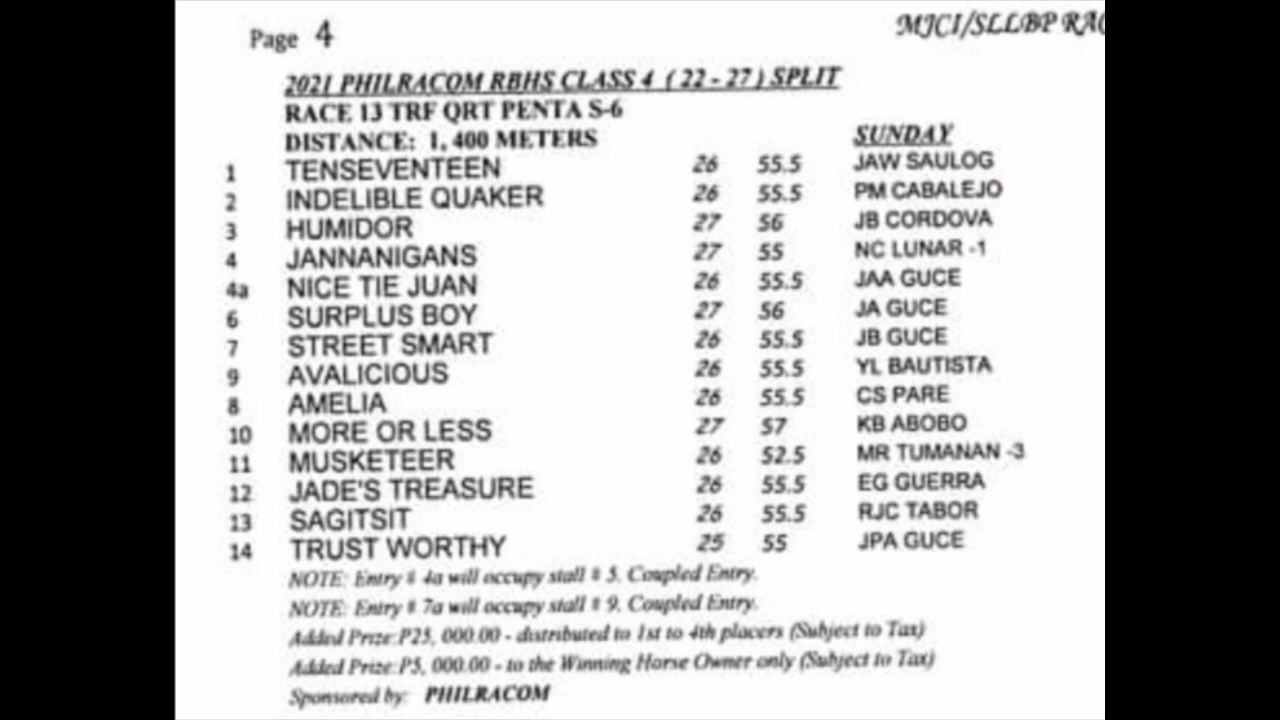 Page 4
MJCI/SLLBP
2021 PHILRACOM RBHS CLASS 4 ( 22 - 27 ) SPLIT
RACE 13 TRF QRT PENTA S-6
DISTANCE: 1, 400 METERS SUNDAY
1 TENSEVENTEEN 26 55.5 JAW SAULOG
2 INDELIBLE QUAKER 26 55.5 PM CABALEJO
3 HUMIDOR 27 56 JB CORDOVA
4 JANNANIGANS 27 55 NC LUNAR -1
4a NICE TIE JUAN 26 55.5 JAA GUCE
6 SURPLUS BOY 27 56 JA GUCE
7 STREET SMART 26 55.5 JB GUCE
9 AVALICIOUS 26 55.5 YL BAUTISTA
8 AMELIA 26 55.5 CS PARE
10 MORE OR LESS 27 57 KB ABOBO
11 MUSKETEER 26 52.5 MR TUMANAN -3
12 JADE'S TREASURE 26 55.5 EG GUERRA
13 SAGITSIT 26 55.5 RJC TABOR
14 TRUST WORTHY 25 55 JPA GUCE
NOTE: Entry # 4a will occupy stall # 5. Coupled Entry.
NOTE: Entry # 7a will occupy stall # 9. Coupled Entry.
Added Prize:P25, 000.00 - distributed to 1st to 4th placers (Subject to Tax)
Added Prize:P5, 000.00 - to the Winning Horse Owner only (Subject to Tax)
Sponsored by: PHILRACOM